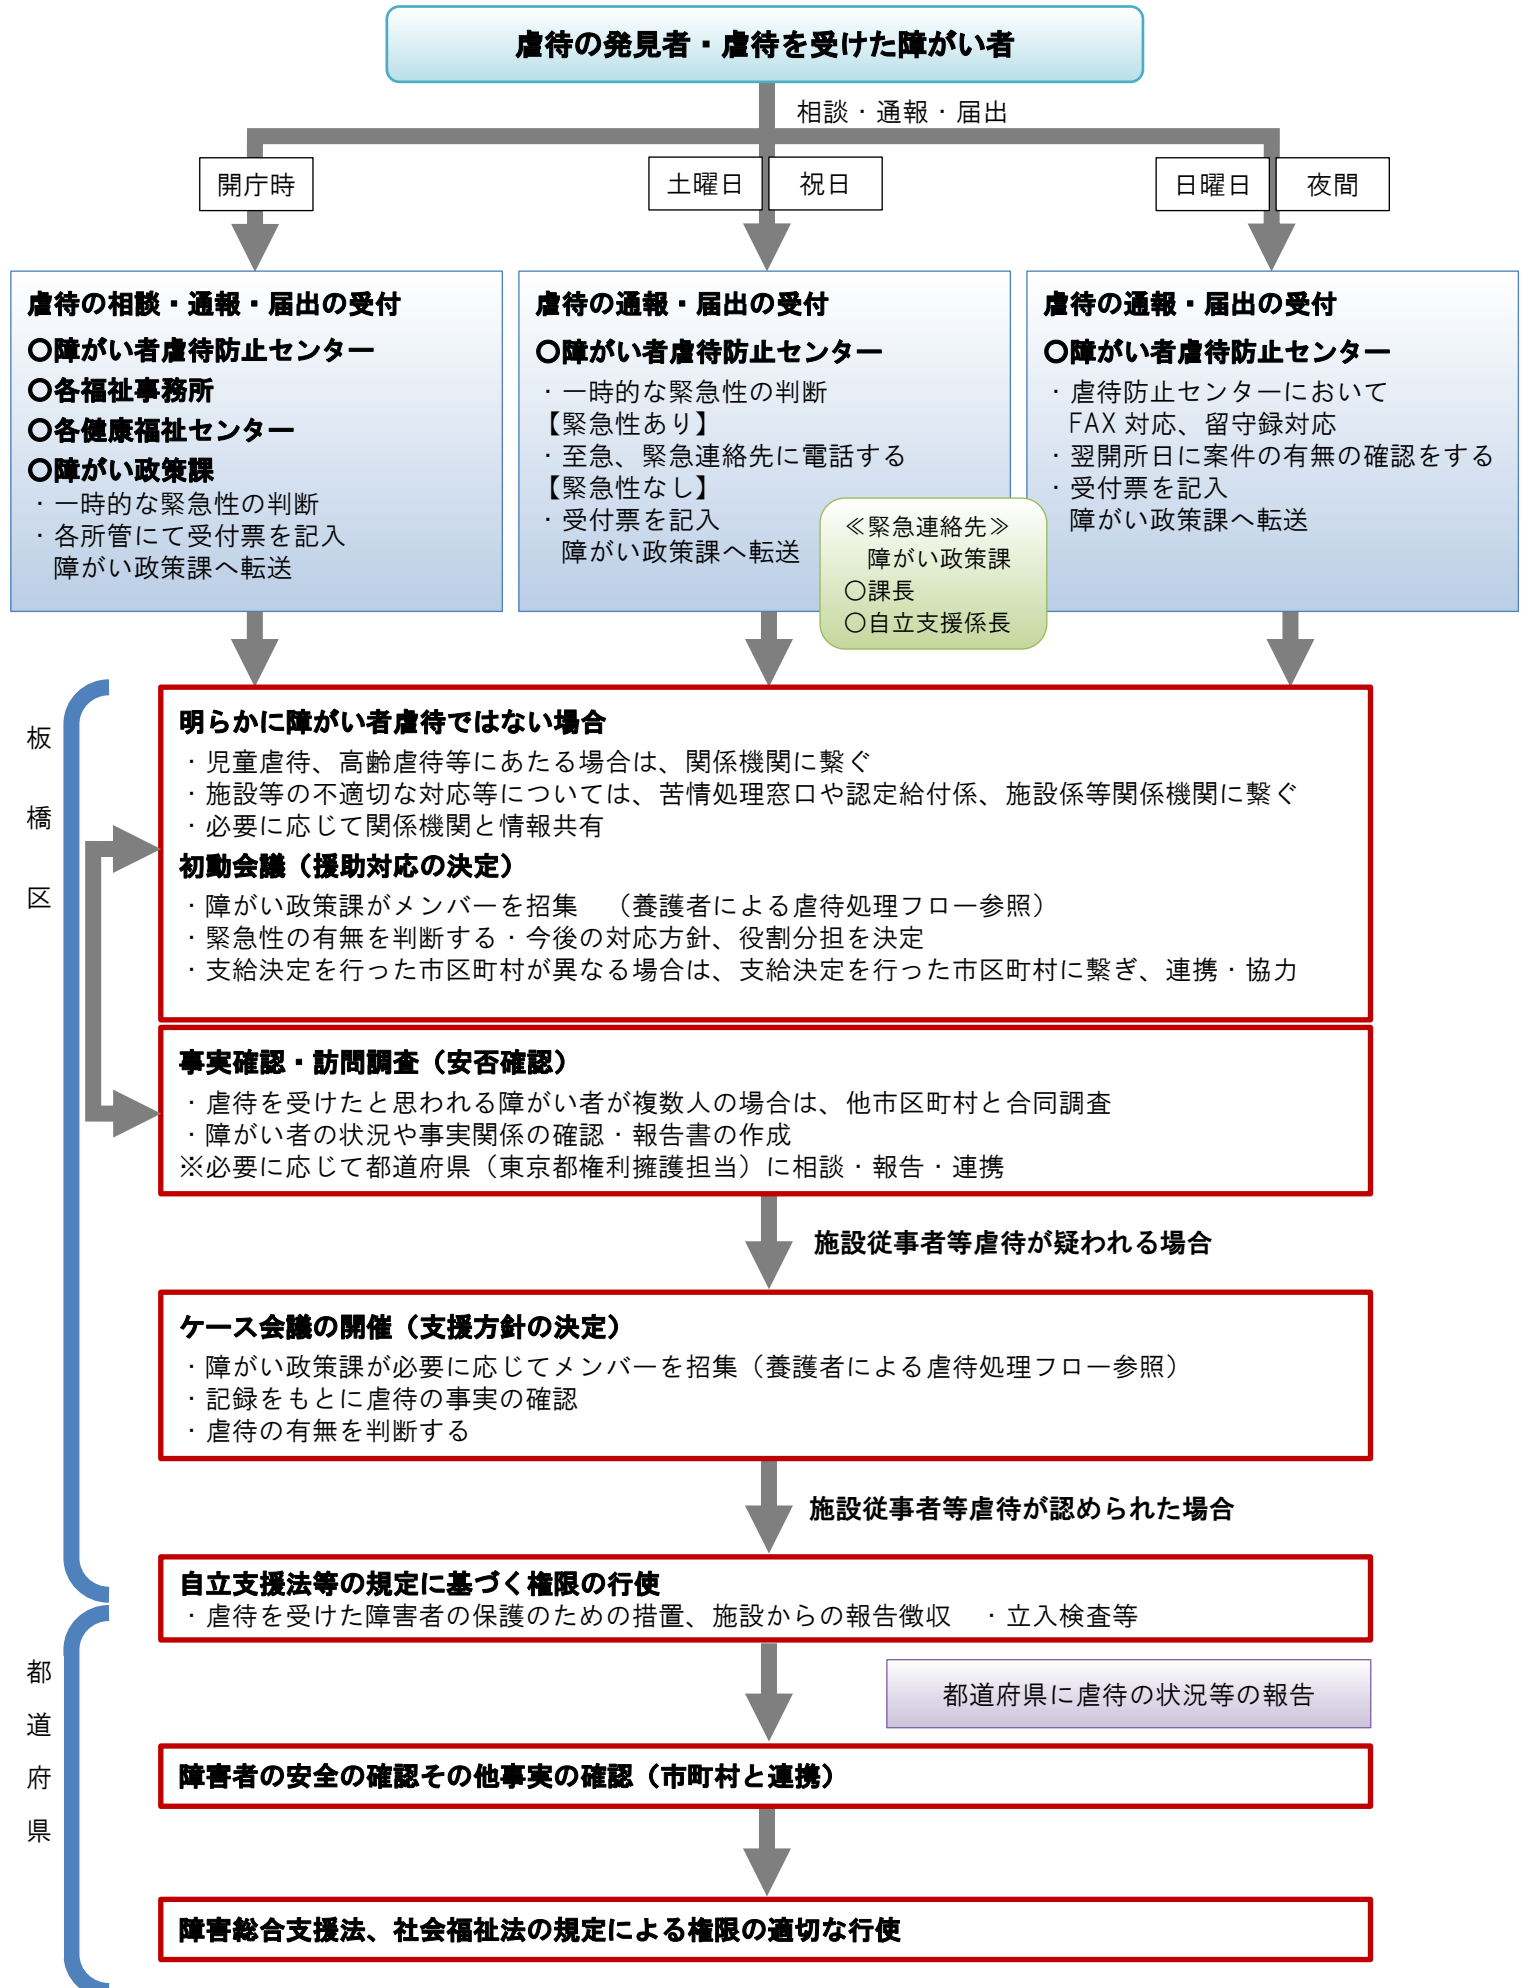 虐待の発見者・虐待を受けた障がい者
相談・通報・届出
開庁時
土曜日
祝日
日曜日
夜間
虐待の相談・通報・届出の受付
○障がい者虐待防止センター
○各福祉事務所
○各健康福祉センター
○障がい政策課
・一時的な緊急性の判断
・各所管にて受付票を記入
障がい政策課へ転送
虐待の通報・届出の受付
○障がい者虐待防止センター
・一時的な緊急性の判断
【緊急性あり】
・至急、緊急連絡先に電話する
【緊急性なし】
・受付票を記入
障がい政策課へ転送
≪緊急連絡先≫
障がい政策課
○課長
○自立支援係長
虐待の通報・届出の受付
○障がい者虐待防止センター
・虐待防止センターにおいて
FAX 対応、留守録対応
・翌開所日に案件の有無の確認をする
・受付票を記入
障がい政策課へ転送
板橋区
明らかに障がい者虐待ではない場合
・児童虐待、高齢虐待等にあたる場合は、関係機関に繋ぐ
・施設等の不適切な対応等については、苦情処理窓口や認定給付係、施設係等関係機関に繋ぐ
・必要に応じて関係機関と情報共有
初動会議（援助対応の決定）
・障がい政策課がメンバーを招集　（養護者による虐待処理フロー参照）
・緊急性の有無を判断する・今後の対応方針、役割分担を決定
・支給決定を行った市区町村が異なる場合は、支給決定を行った市区町村に繋ぎ、連携・協力
事実確認・訪問調査（安否確認）
・虐待を受けたと思われる障がい者が複数人の場合は、他市区町村と合同調査
・障がい者の状況や事実関係の確認・報告書の作成
※必要に応じて都道府県（東京都権利擁護担当）に相談・報告・連携
施設従事者等虐待が疑われる場合
ケース会議の開催（支援方針の決定）
・障がい政策課が必要に応じてメンバーを招集（養護者による虐待処理フロー参照）
・記録をもとに虐待の事実の確認
・虐待の有無を判断する
施設従事者等虐待が認められた場合
自立支援法等の規定に基づく権限の行使
・虐待を受けた障害者の保護のための措置、施設からの報告徴収　・立入検査等
都道府県
都道府県に虐待の状況等の報告
障害者の安全の確認その他事実の確認（市町村と連携）
障害総合支援法、社会福祉法の規定による権限の適切な行使